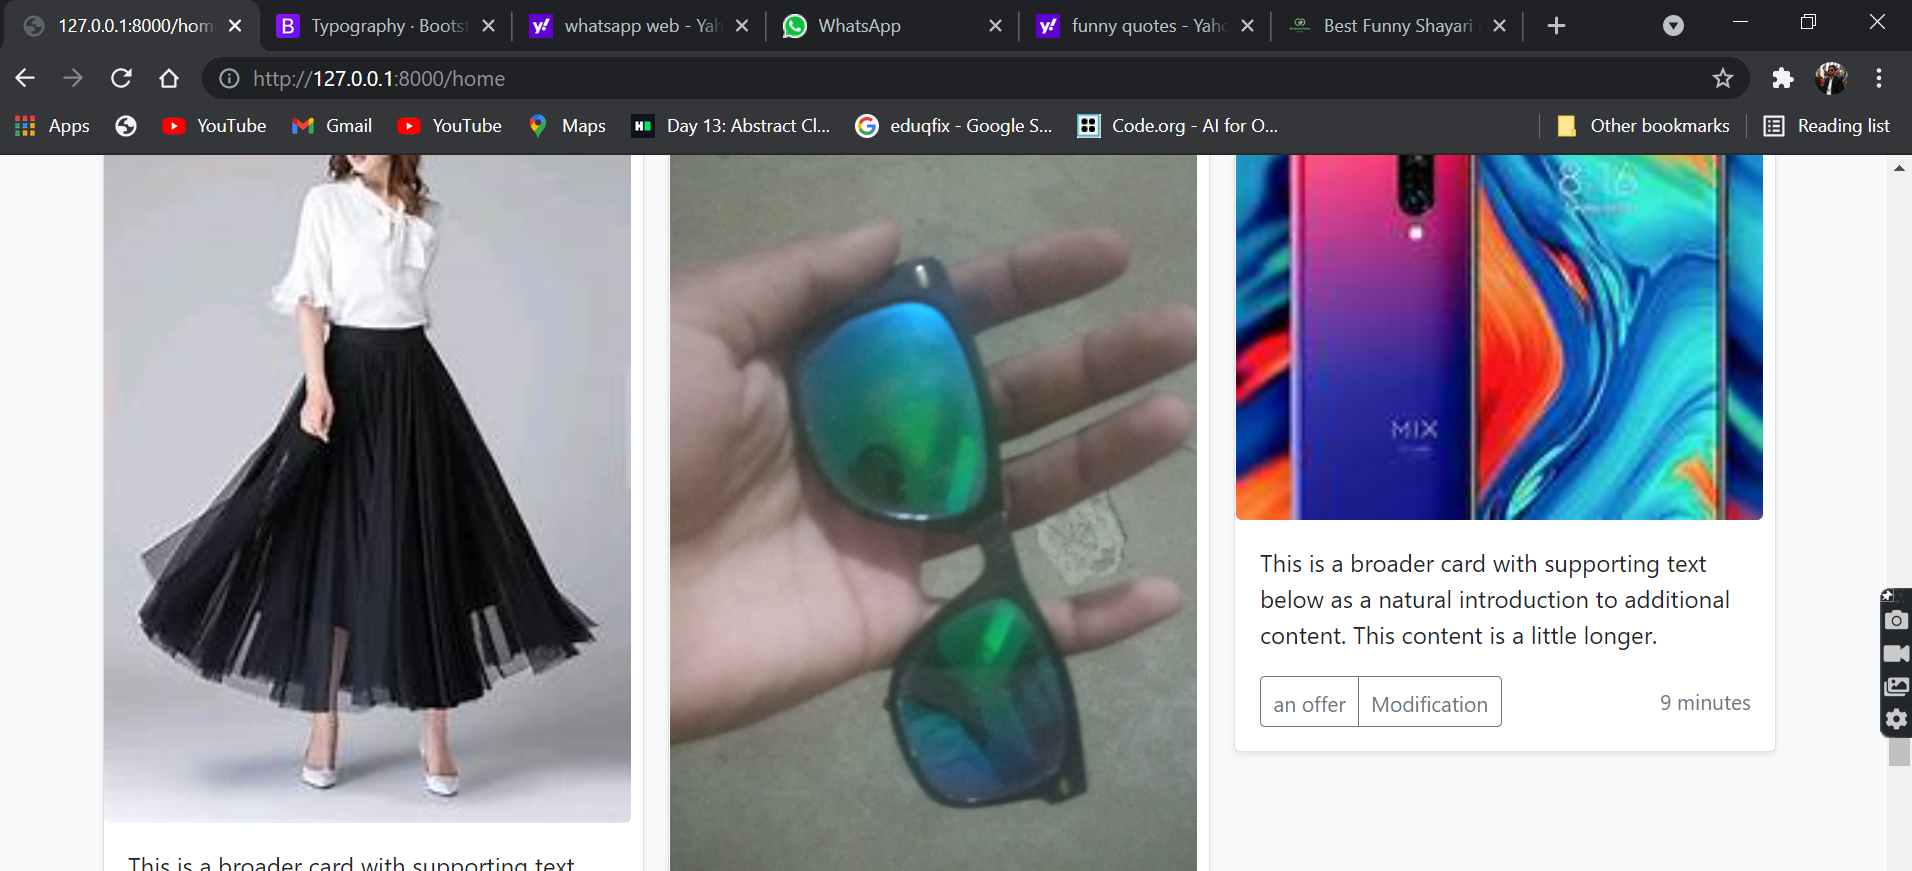 127.0.0.1:8000/hom
Typography · Bootst
whatsapp web - Yah
WhatsApp
funny quotes - Yaho
Best Funny Shayari
http://127.0.0.1:8000/home
Apps
YouTube
Gmail
YouTube
Maps
Day 13: Abstract Cl...
eduqfix - Google S...
Code.org - AI for O...
Other bookmarks
Reading list
MIX
This is a broader card with supporting text
below as a natural introduction to additional
content. This content is a little longer.
an offer
Modification
9 minutes
This is a broader card with supporting text